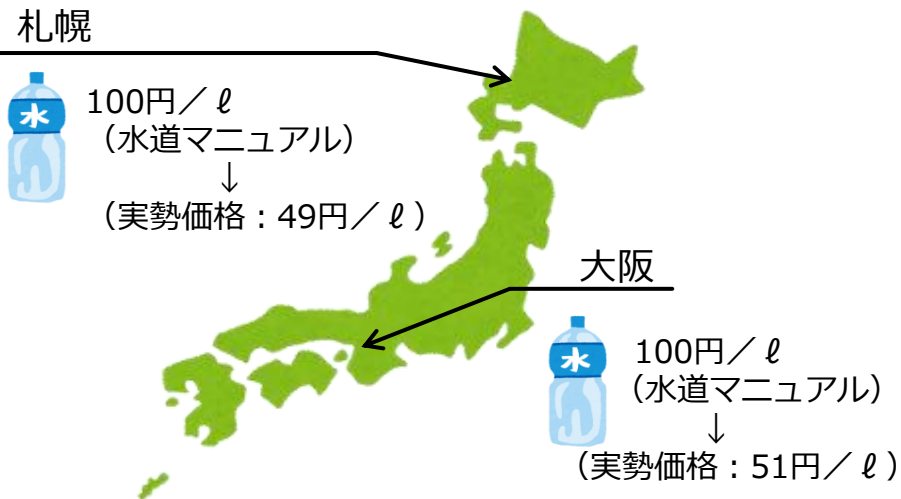 札幌
水
100円／ℓ
（水道マニュアル）
↓
（実勢価格：49円／ℓ）
大阪
水
100円／ℓ
（水道マニュアル）
↓
（実勢価格：51円／ℓ）